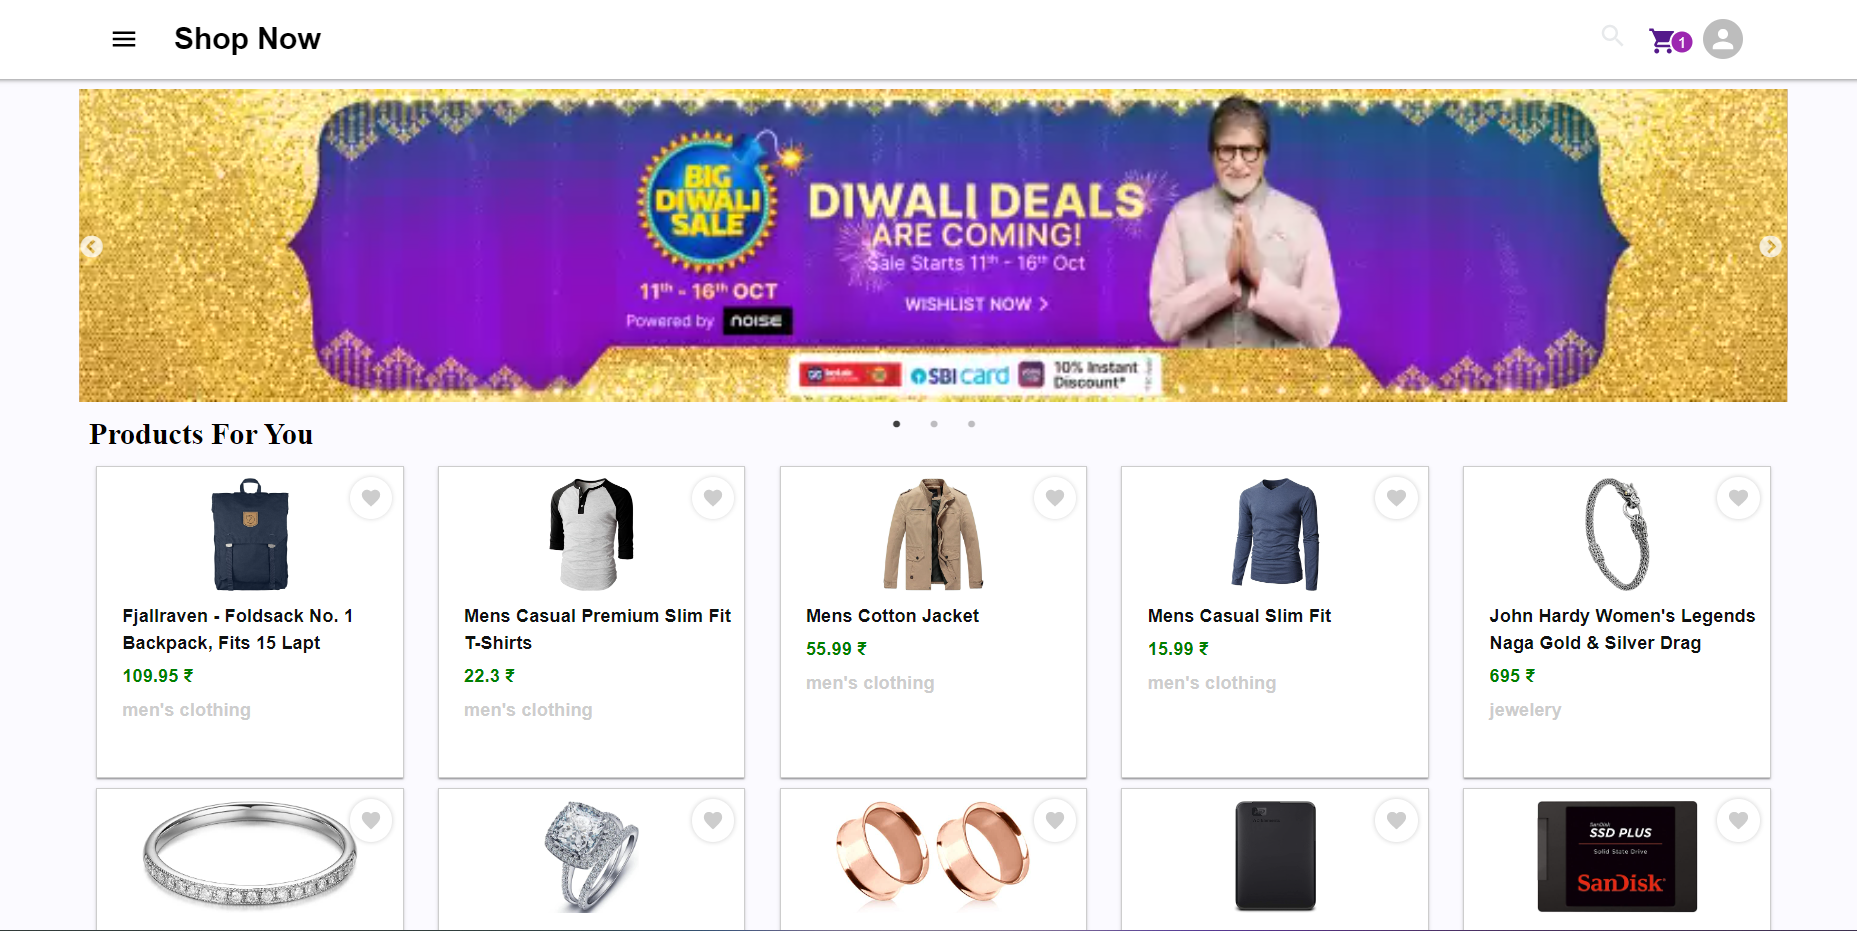 Shop Now
1
BIG
DIWALI
SALE
11th - 16th OCT
Powered by noise
DIWALI DEALS
ARE COMING!
Sale Starts 11th - 16th Oct
WISHLIST NOW >
SBI card
10% Instant
Discount*
Products For You
Fjallraven - Foldsack No. 1
Backpack, Fits 15 Lapt
109.95 ₹
men's clothing
Mens Casual Premium Slim Fit
T-Shirts
22.3 ₹
men's clothing
Mens Cotton Jacket
55.99 ₹
men's clothing
Mens Casual Slim Fit
15.99 ₹
men's clothing
John Hardy Women's Legends
Naga Gold & Silver Drag
695 ₹
jewelery
SanDisk
SSD PLUS
Solid State Drive
SanDisk